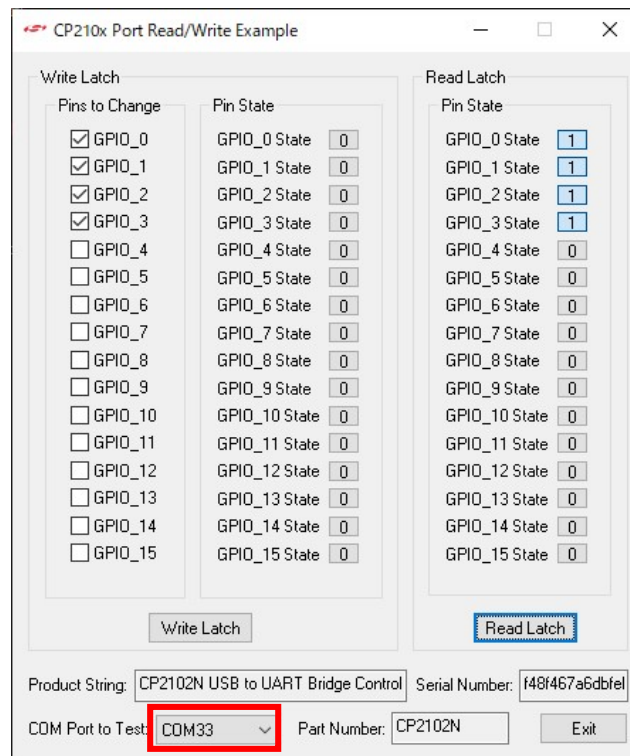 CP210x Port Read/Write Example
Write Latch
Read Latch
Pins to Change
Pin State
Pin State
GPIO_0 GPIO_0 State 0 GPIO_0 State 1
GPIO_1 GPIO_1 State 0 GPIO_1 State 1
GPIO_2 GPIO_2 State 0 GPIO_2 State 1
GPIO_3 GPIO_3 State 0 GPIO_3 State 1
GPIO_4 GPIO_4 State 0 GPIO_4 State 0
GPIO_5 GPIO_5 State 0 GPIO_5 State 0
GPIO_6 GPIO_6 State 0 GPIO_6 State 0
GPIO_7 GPIO_7 State 0 GPIO_7 State 0
GPIO_8 GPIO_8 State 0 GPIO_8 State 0
GPIO_9 GPIO_9 State 0 GPIO_9 State 0
GPIO_10 GPIO_10 State 0 GPIO_10 State 0
GPIO_11 GPIO_11 State 0 GPIO_11 State 0
GPIO_12 GPIO_12 State 0 GPIO_12 State 0
GPIO_13 GPIO_13 State 0 GPIO_13 State 0
GPIO_14 GPIO_14 State 0 GPIO_14 State 0
GPIO_15 GPIO_15 State 0 GPIO_15 State 0
Write Latch
Read Latch
Product String: CP2102N USB to UART Bridge Control Serial Number: f48f467a6dbfel
COM Port to Test: COM33 Part Number: CP2102N Exit